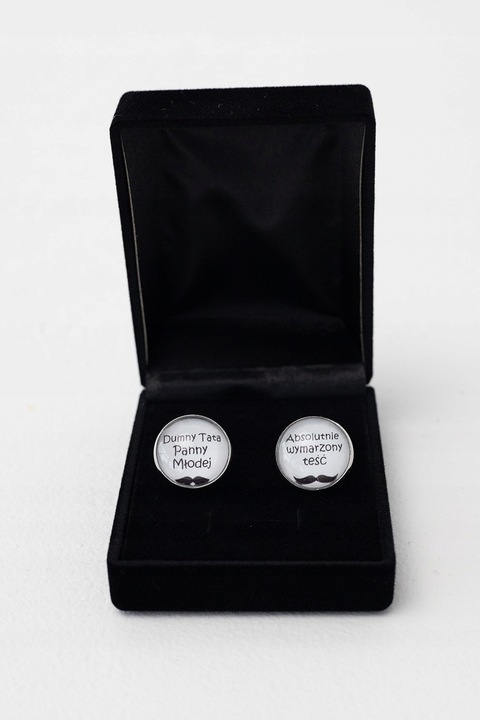 Dumny Tata
Panny
Młodej
Absolutnie
wymarzony
teść